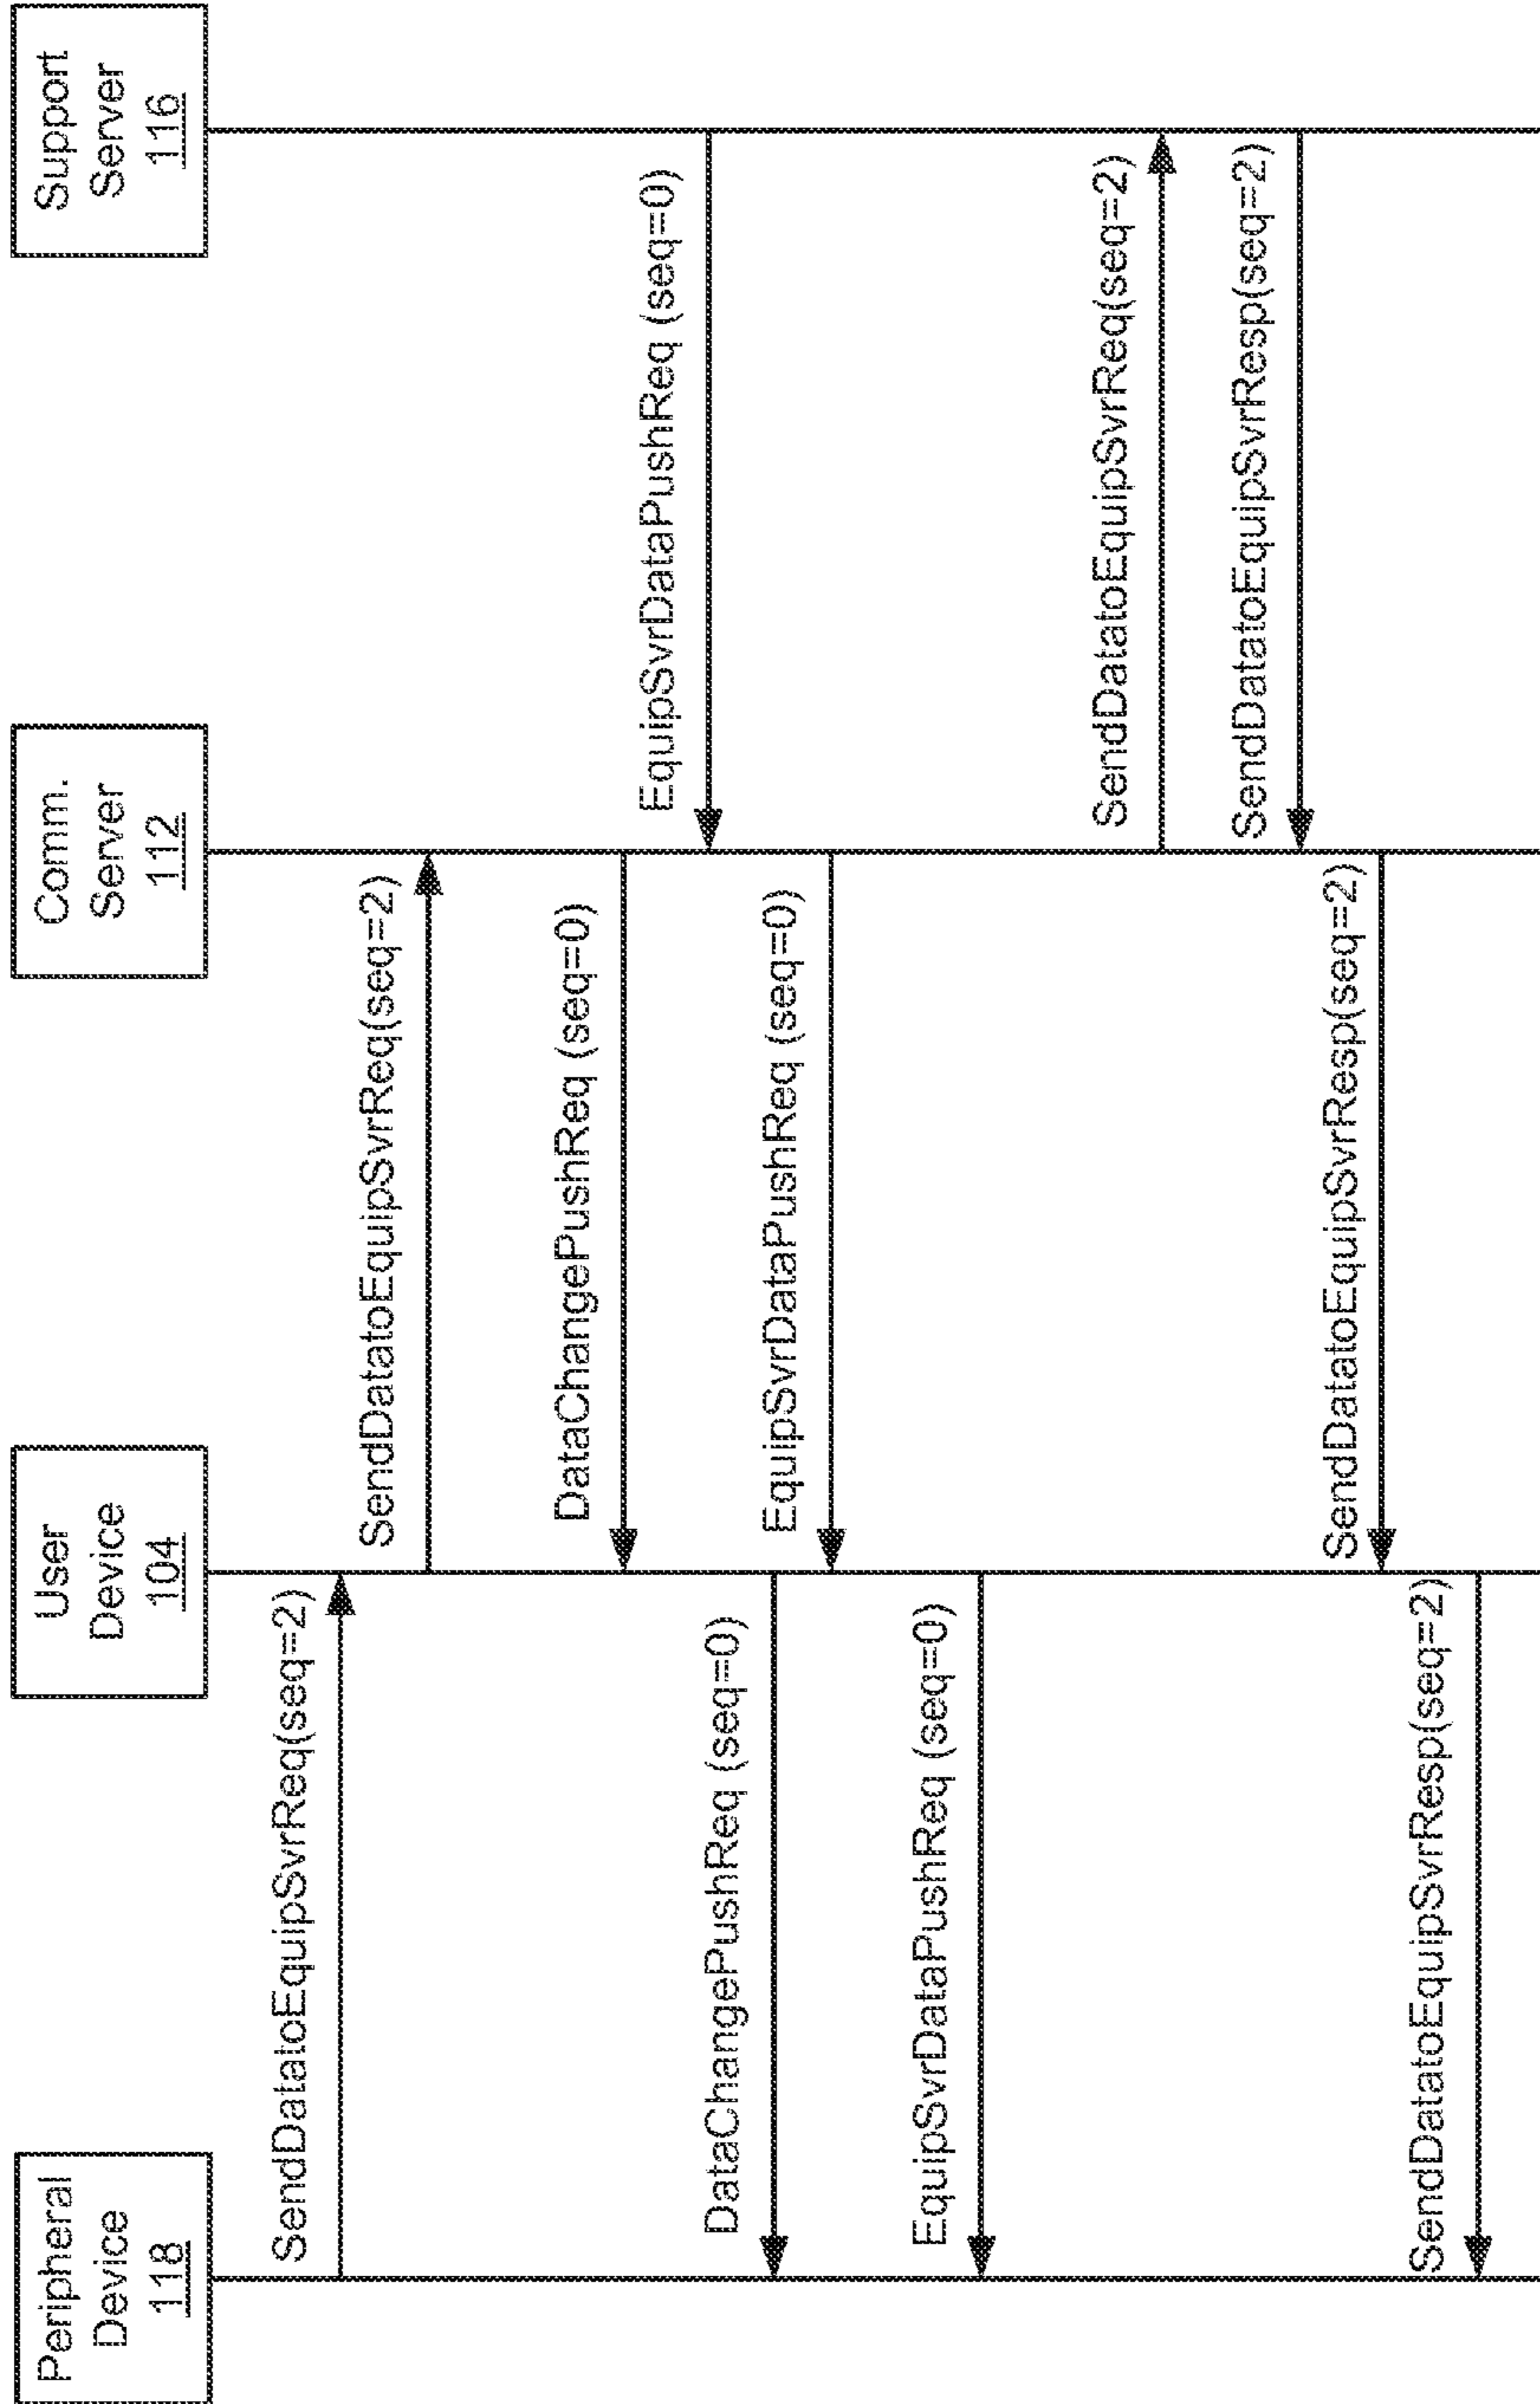 Peripheral
Device
118
User
Device
104
Comm.
Server
112
Support
Server
116
SendDatatoEquipSvrReq(seq=2)
SendDatatoEquipSvrReq(seq=2)
DataChangePushReq (seq=0)
EquipSvrDataPushReq (seq=0)
DataChangePushReq (seq=0)
EquipSvrDataPushReq (seq=0)
EquipSvrDataPushReq (seq=0)
SendDatatoEquipSvrReq(seq=2)
SendDatatoEquipSvrResp(seq=2)
SendDatatoEquipSvrResp(seq=2)
SendDatatoEquipSvrResp(seq=2)